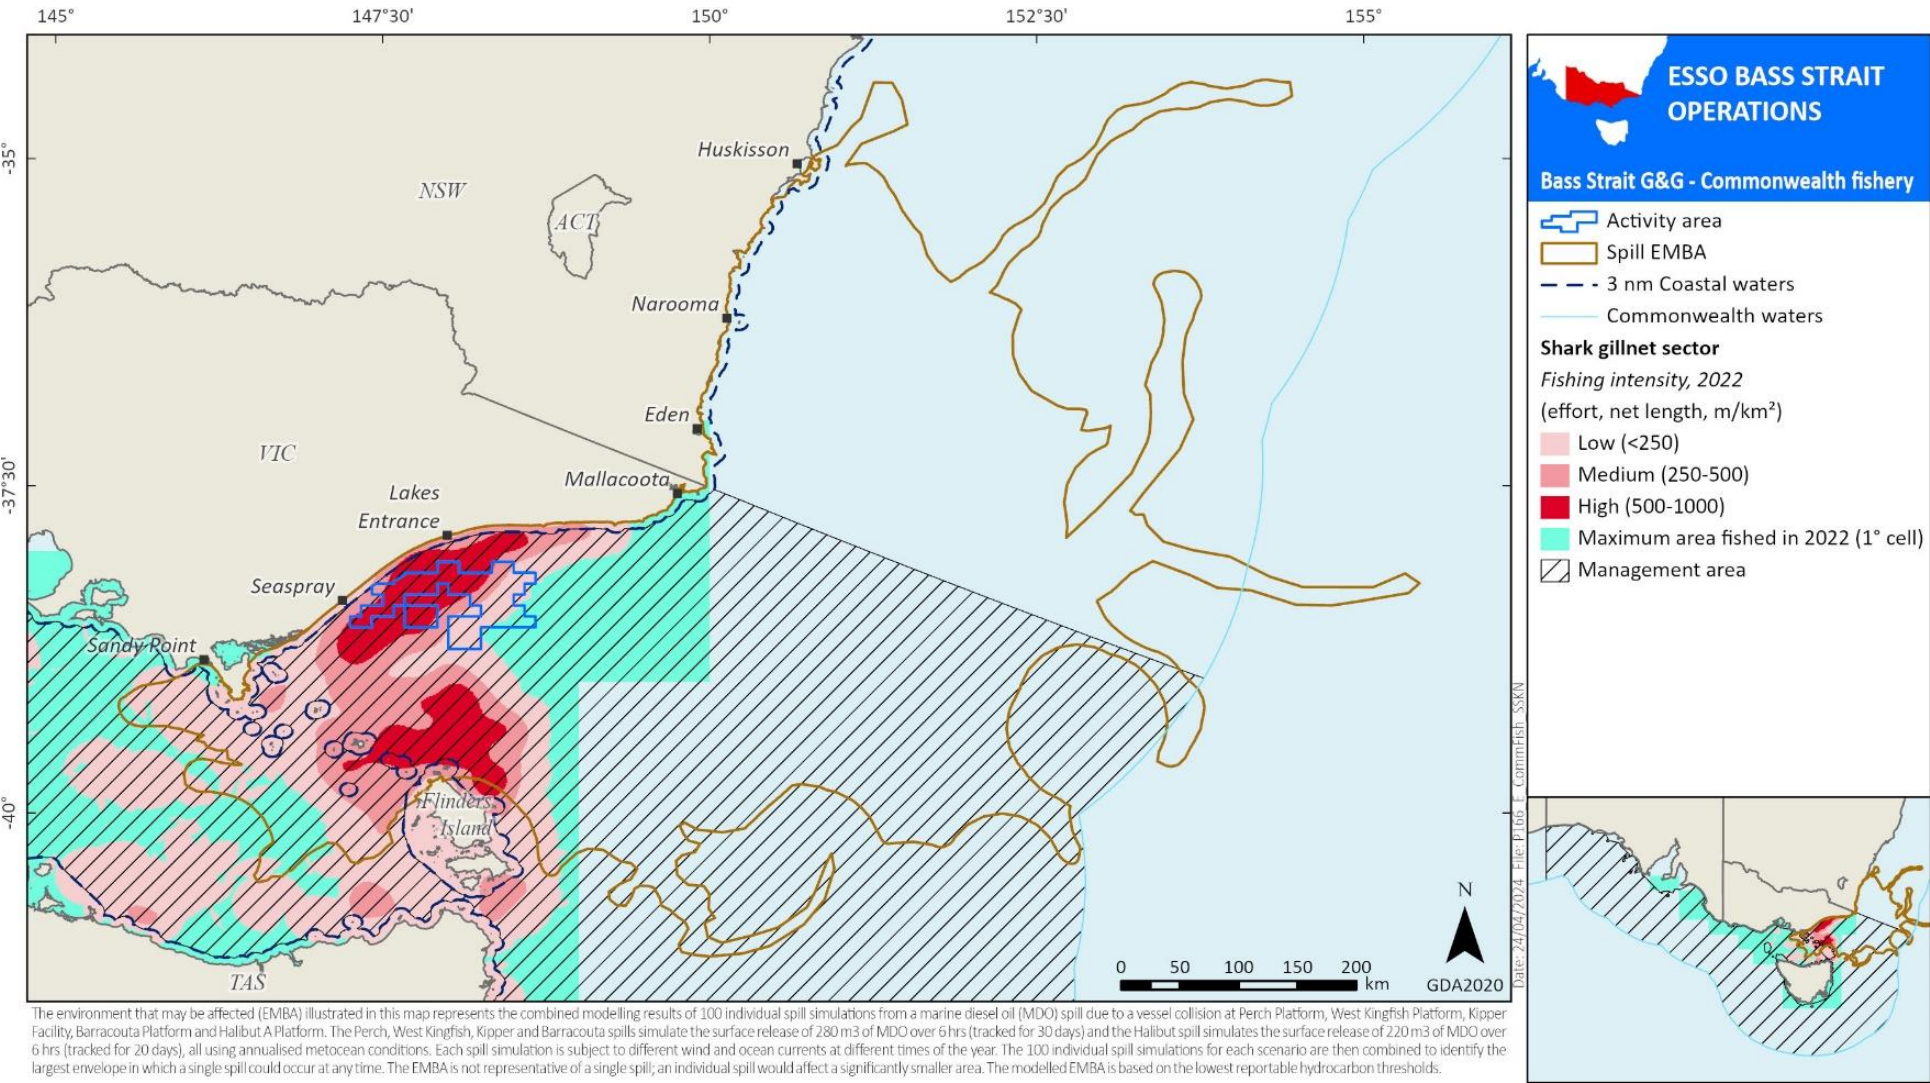 145°
147°30'
150°
152°30'
155°
-35°
-37°30'
-40°
Huskisson
NSW
ACT
Narooma
Eden
VIC
Mallacoota
Lakes
Entrance
Seaspray
Sandy Point
Flinders
Island
TAS
N
0 50 100 150 200
km
GDA2020
Date: 24/04/2024 File: P166_E_CommFish_SSKN
ESSO BASS STRAIT
OPERATIONS
Bass Strait G&G - Commonwealth fishery
Activity area
Spill EMBA
3 nm Coastal waters
Commonwealth waters
Shark gillnet sector
Fishing intensity, 2022
(effort, net length, m/km²)
Low (<250)
Medium (250-500)
High (500-1000)
Maximum area fished in 2022 (1° cell)
Management area
The environment that may be affected (EMBA) illustrated in this map represents the combined modelling results of 100 individual spill simulations from a marine diesel oil (MDO) spill due to a vessel collision at Perch Platform, West Kingfish Platform, Kipper
Facility, Barracouta Platform and Halibut A Platform. The Perch, West Kingfish, Kipper and Barracouta spills simulate the surface release of 280 m3 of MDO over 6 hrs (tracked for 30 days) and the Halibut spill simulates the surface release of 220 m3 of MDO over
6 hrs (tracked for 20 days), all using annualised metocean conditions. Each spill simulation is subject to different wind and ocean currents at different times of the year. The 100 individual spill simulations for each scenario are then combined to identify the
largest envelope in which a single spill could occur at any time. The EMBA is not representative of a single spill; an individual spill would affect a significantly smaller area. The modelled EMBA is based on the lowest reportable hydrocarbon thresholds.